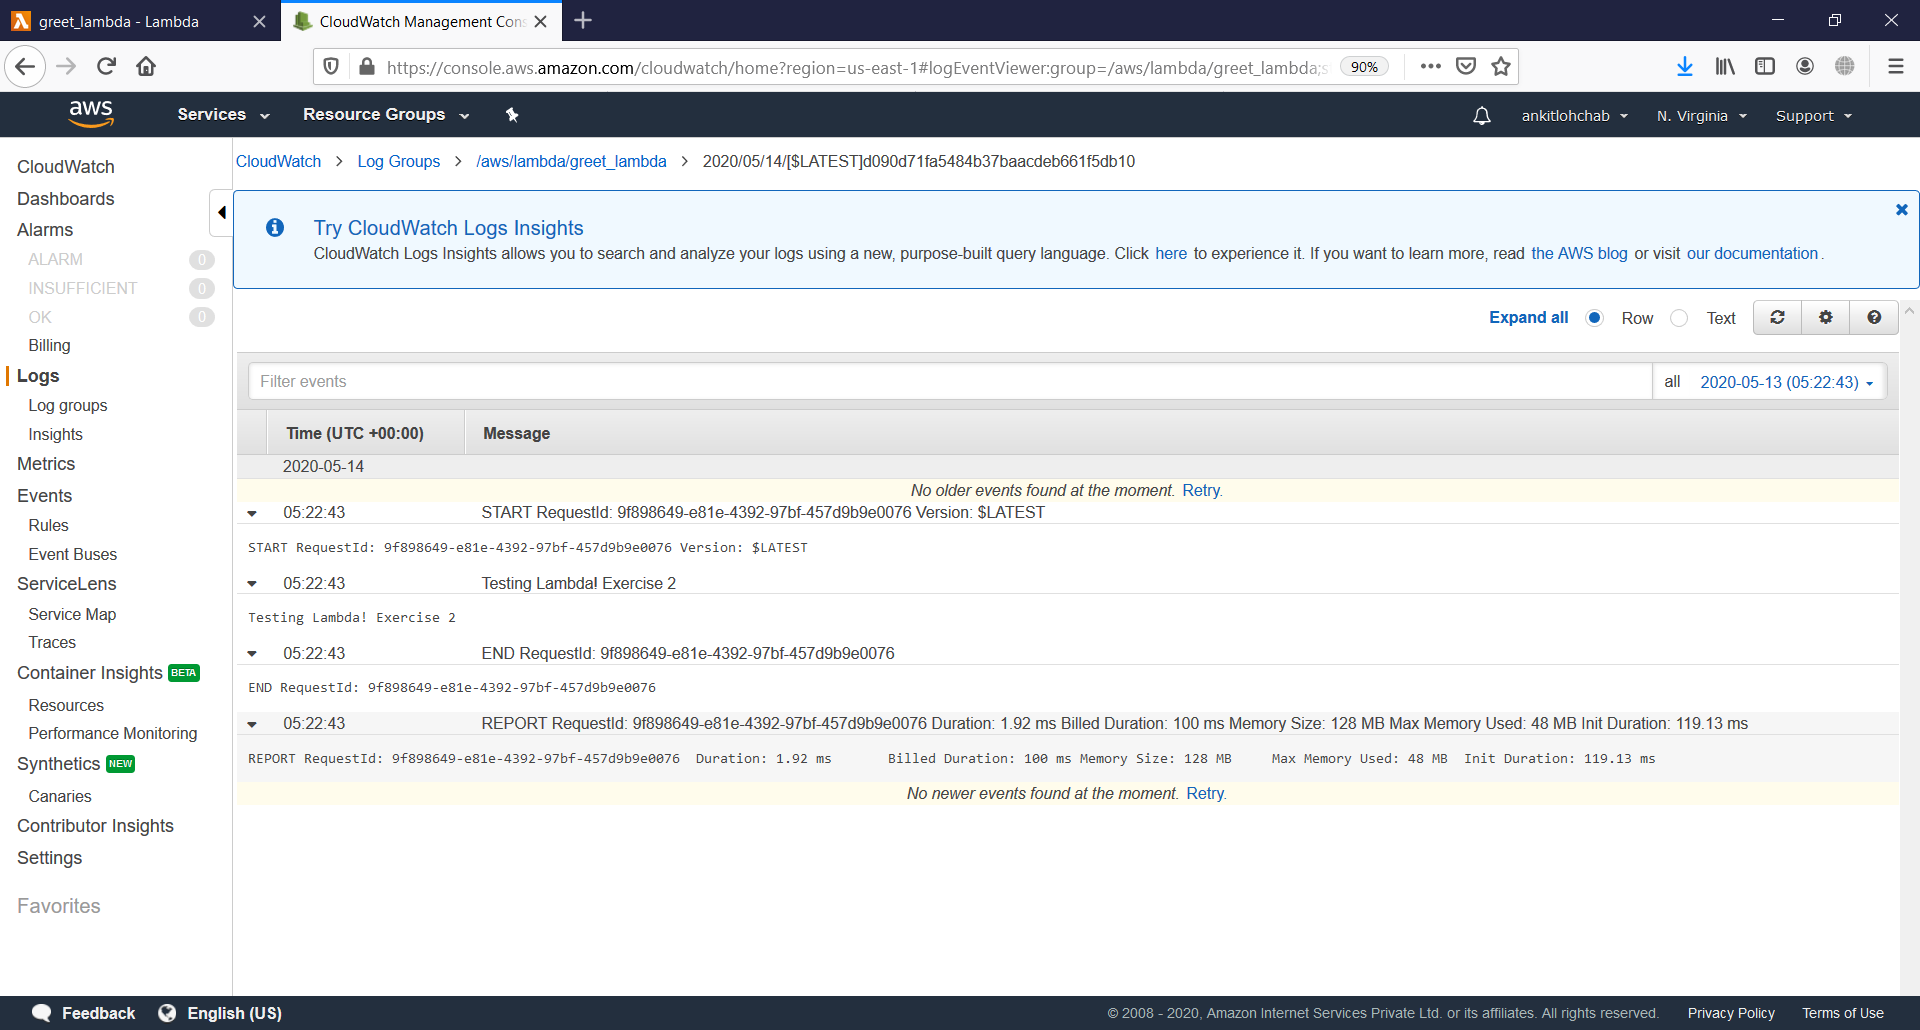 greet_lambda - Lambda
CloudWatch Management Cons
https://console.aws.amazon.com/cloudwatch/home?region=us-east-1#logEventViewer:group=/aws/lambda/greet_lambda;s
90%
aws
Services
Resource Groups
ankitlohchab
N. Virginia
Support
CloudWatch
Dashboards
Alarms
ALARM 0
INSUFFICIENT 0
OK 0
Billing
Logs
Log groups
Insights
Metrics
Events
Rules
Event Buses
ServiceLens
Service Map
Traces
Container Insights BETA
Resources
Performance Monitoring
Synthetics NEW
Canaries
Contributor Insights
Settings
Favorites
CloudWatch > Log Groups > /aws/lambda/greet_lambda > 2020/05/14/[$LATEST]d090d71fa5484b37baacdeb661f5db10
Try CloudWatch Logs Insights
CloudWatch Logs Insights allows you to search and analyze your logs using a new, purpose-built query language. Click here to experience it. If you want to learn more, read the AWS blog or visit our documentation.
Expand all Row Text
Filter events
all 2020-05-13 (05:22:43)
Time (UTC +00:00) Message
2020-05-14
No older events found at the moment. Retry.
05:22:43 START RequestId: 9f898649-e81e-4392-97bf-457d9b9e0076 Version: $LATEST
START RequestId: 9f898649-e81e-4392-97bf-457d9b9e0076 Version: $LATEST
05:22:43 Testing Lambda! Exercise 2
Testing Lambda! Exercise 2
05:22:43 END RequestId: 9f898649-e81e-4392-97bf-457d9b9e0076
END RequestId: 9f898649-e81e-4392-97bf-457d9b9e0076
05:22:43 REPORT RequestId: 9f898649-e81e-4392-97bf-457d9b9e0076 Duration: 1.92 ms Billed Duration: 100 ms Memory Size: 128 MB Max Memory Used: 48 MB Init Duration: 119.13 ms
REPORT RequestId: 9f898649-e81e-4392-97bf-457d9b9e0076 Duration: 1.92 ms Billed Duration: 100 ms Memory Size: 128 MB Max Memory Used: 48 MB Init Duration: 119.13 ms
No newer events found at the moment. Retry.
Feedback
English (US)
© 2008 - 2020, Amazon Internet Services Private Ltd. or its affiliates. All rights reserved.
Privacy Policy
Terms of Use